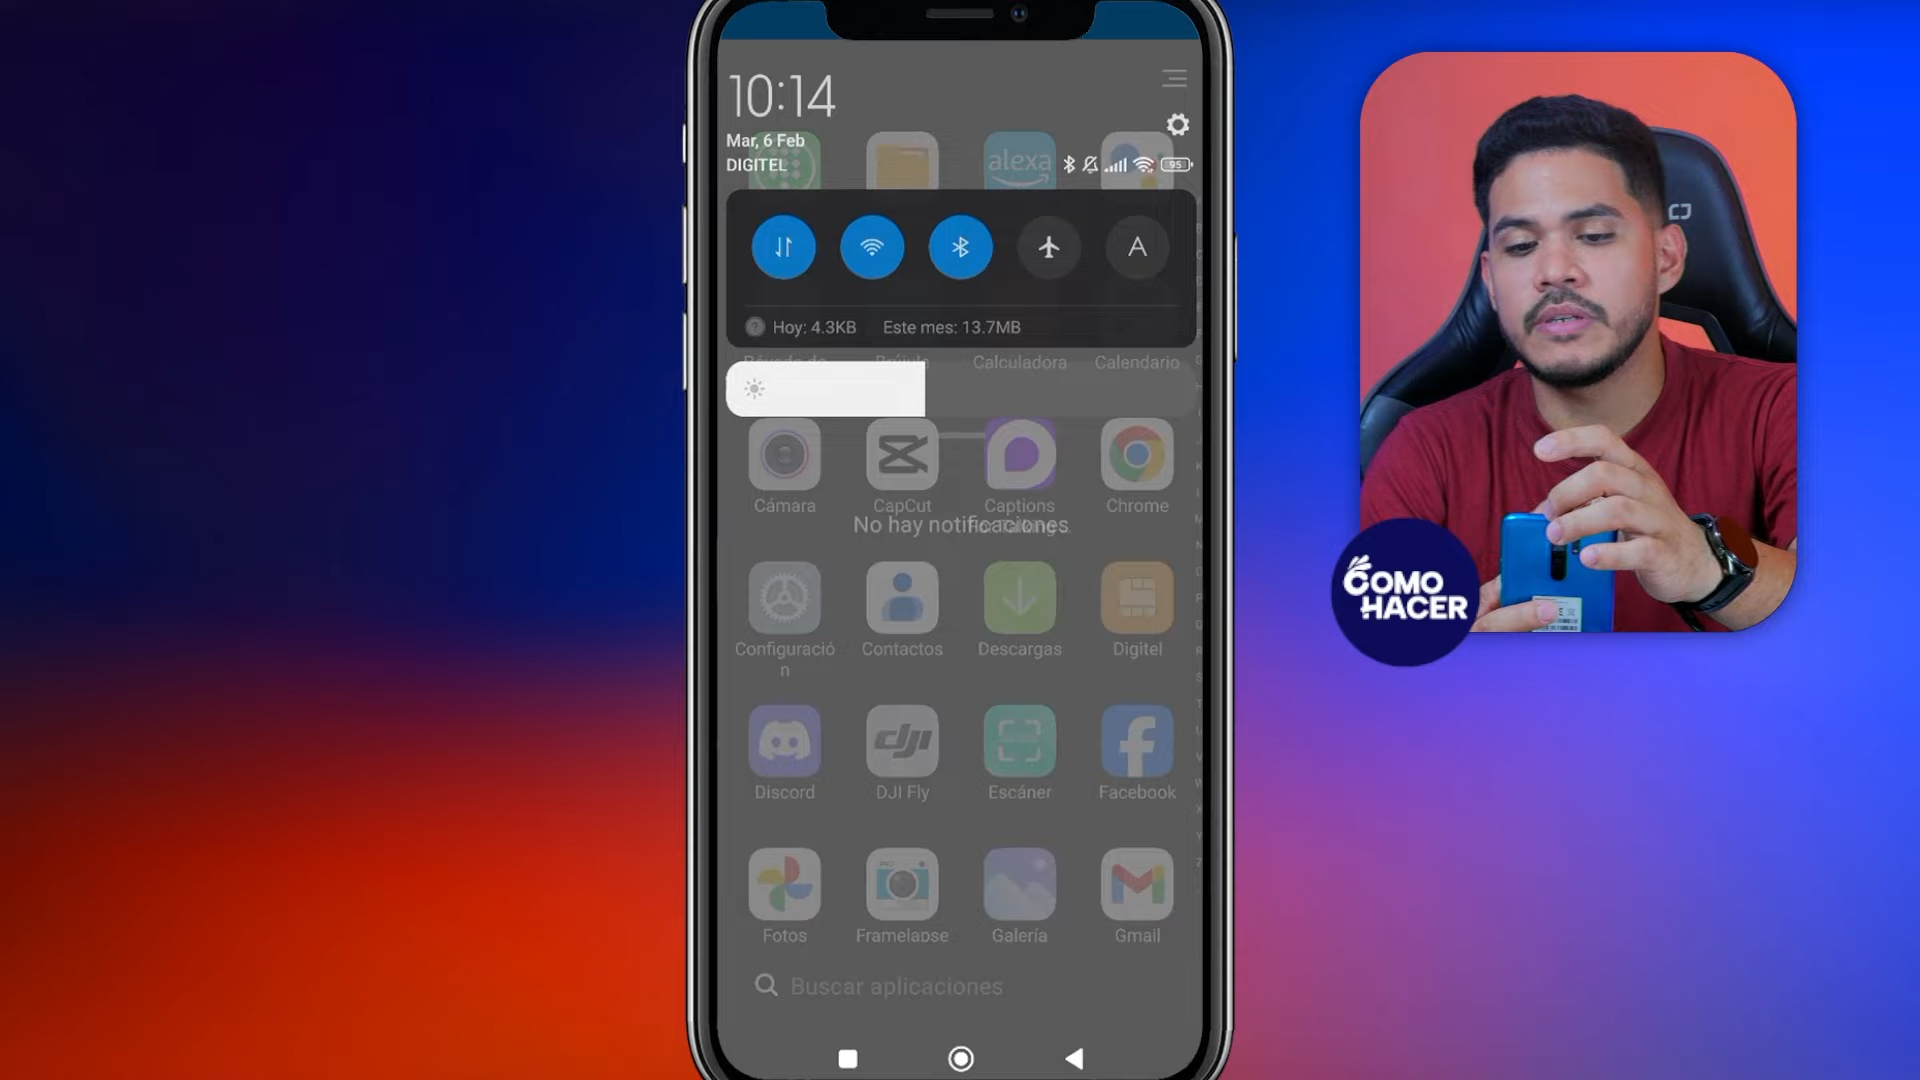 10:14
Mar, 6 Feb
DIGITEL
95
alexa
A
Hoy: 4.3KB Este mes: 13.7MB
Calculadora Calendario
Cámara CapCut Captions Chrome
No hay notificaciones
Configuració
n
Contactos Descargas Digitel
Discord DJI Fly Escáner Facebook
dji
Fotos Framelapse Galería Gmail
Buscar aplicaciones
COMO
HACER